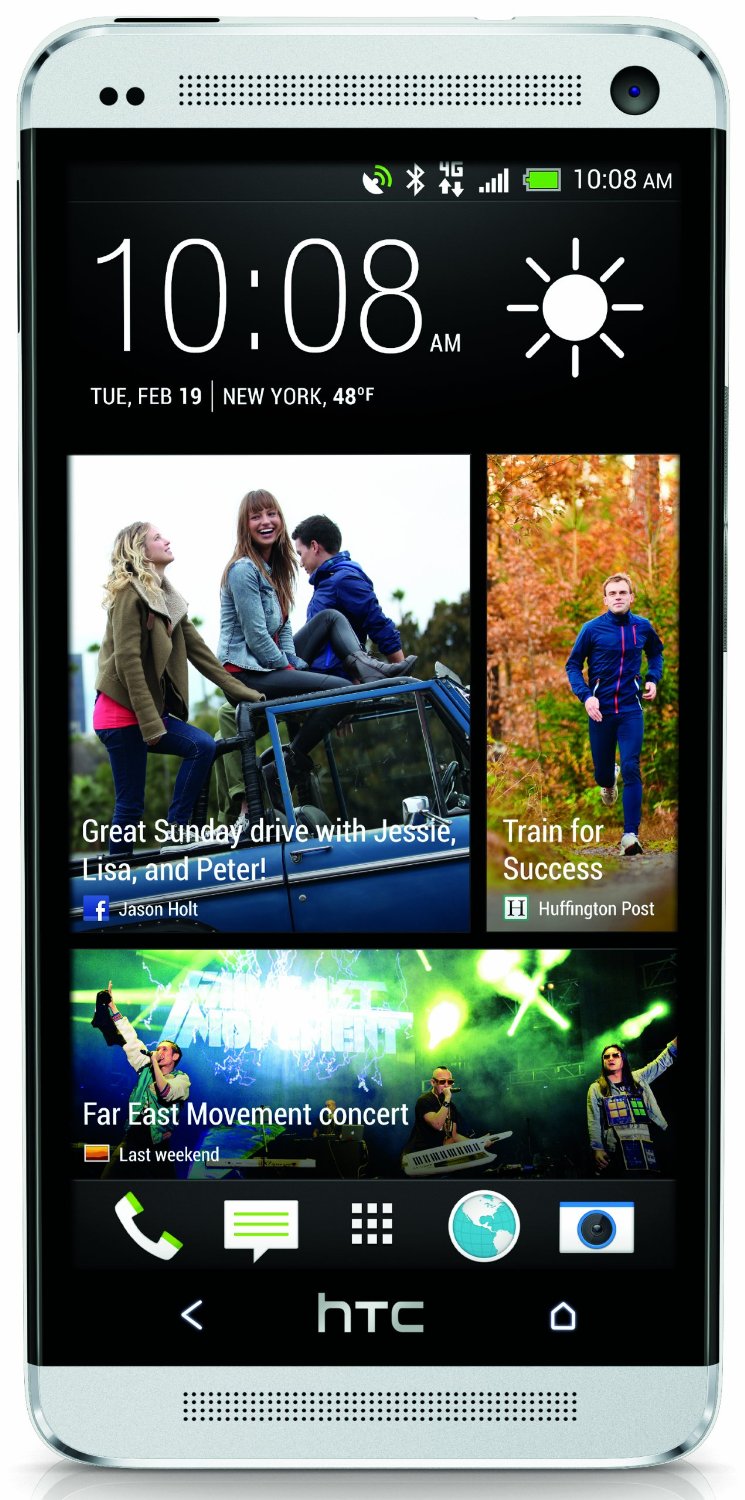 4G
10:08 AM
10:08 AM
TUE, FEB 19 | NEW YORK, 48ºF
Great Sunday drive with Jessie,
Lisa, and Peter!
f Jason Holt
Train for
Success
H Huffington Post
FAR EAST
MOVEMENT
Far East Movement concert
Last weekend
hTC